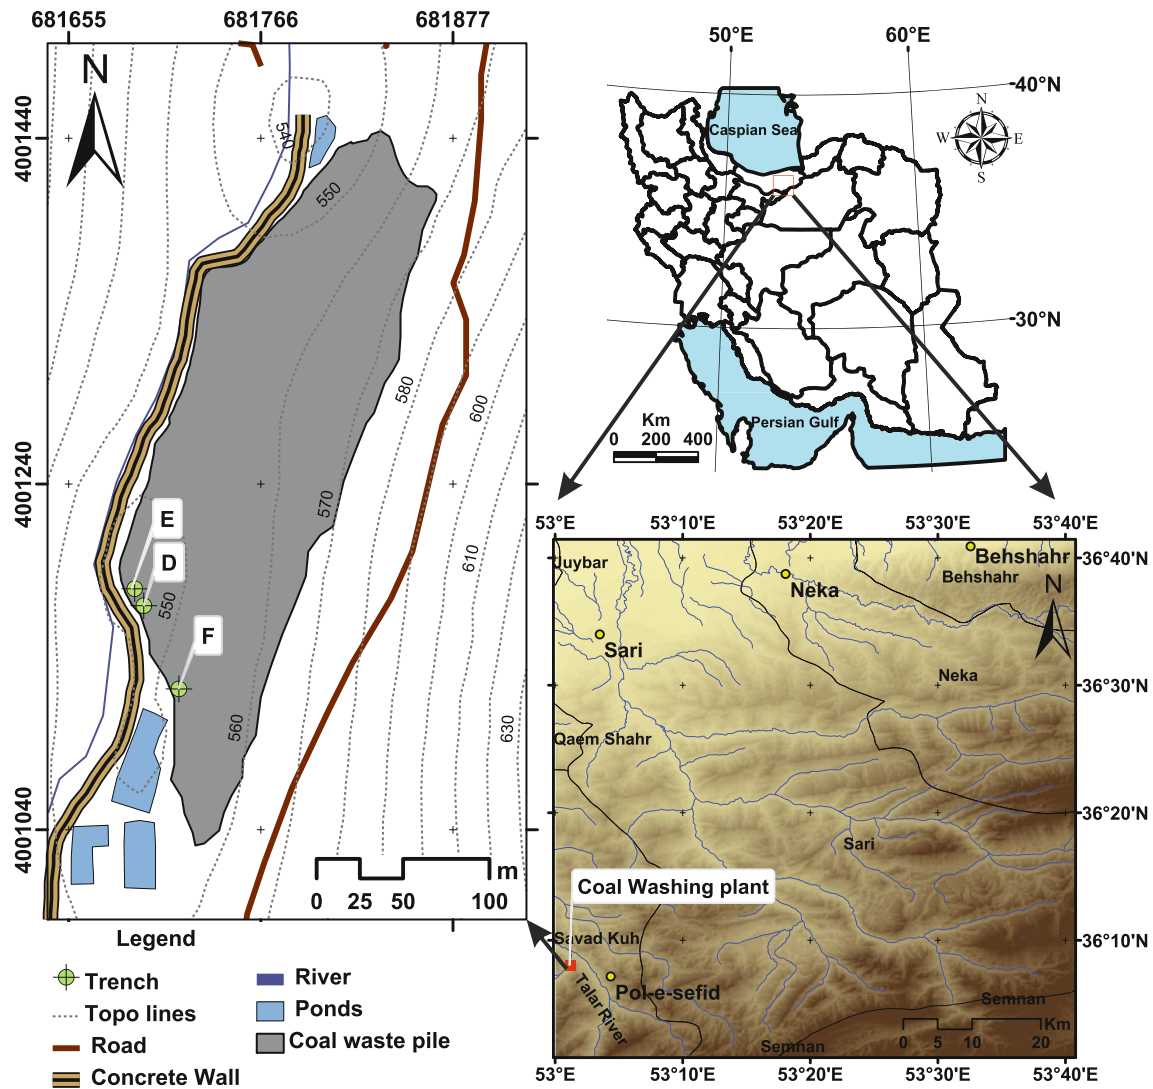 681655 681766 681877
4001440
4001240
4001040
N
540
550
580
600
570
610
550
560
630
E
D
F
m
0 25 50 100
Legend
Trench
Topo lines
Road
Concrete Wall
River
Ponds
Coal waste pile
50°E 60°E
40°N
30°N
Caspian Sea
N
W E
S
Km
0 200 400
Persian Gulf
53°E 53°10'E 53°20'E 53°30'E 53°40'E
36°40'N
36°30'N
36°20'N
36°10'N
Juybar
Behshahr
Behshahr
Neka
N
Sari
Neka
Qaem Shahr
Sari
Coal Washing plant
Savad Kuh
Pol-e-sefid
Talar River
Semnan
Semnan
Km
0 5 10 20
53°E 53°10'E 53°20'E 53°30'E 53°40'E